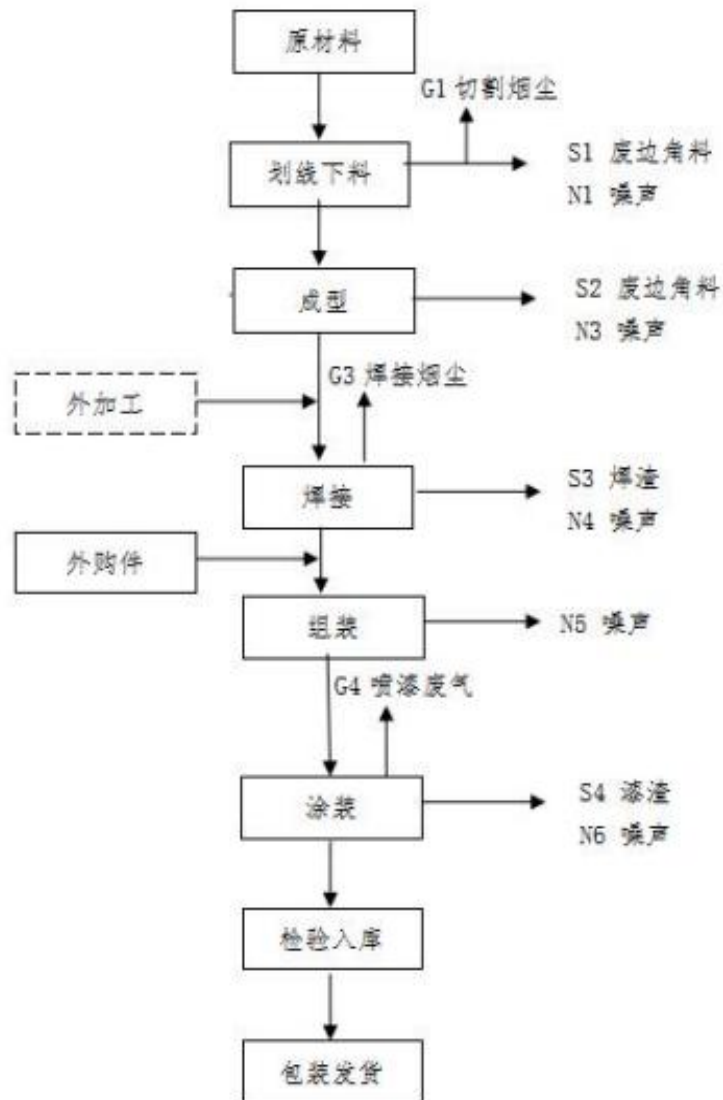 原材料
G1 切割烟尘
划线下料
S1 废边角料
N1 噪声
成型
S2 废边角料
N3 噪声
G3 焊接烟尘
外加工
焊接
S3 焊渣
N4 噪声
外购件
组装
N5 噪声
G4 喷漆废气
涂装
S4 漆渣
N6 噪声
检验入库
包装发货